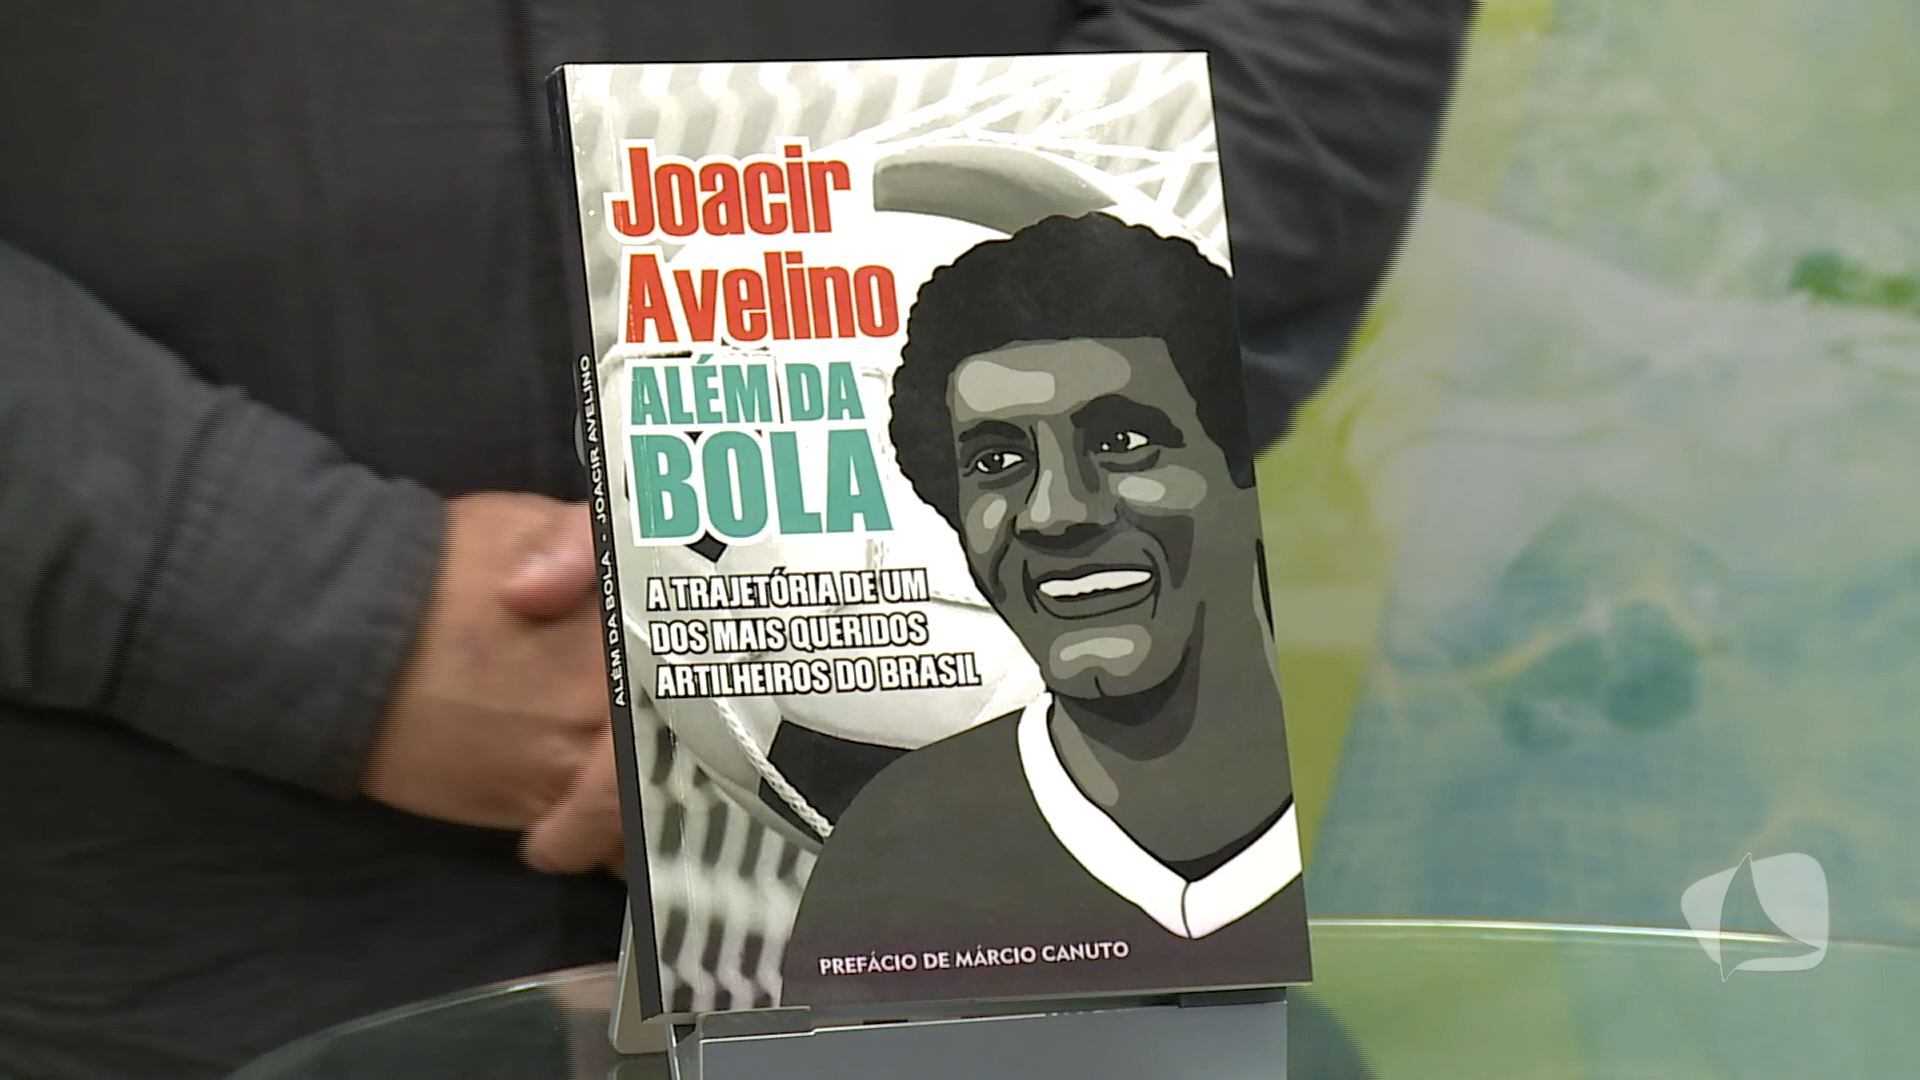 Joacir
Avelino
ALÉM DA
BOLA
A TRAJETÓRIA DE UM
DOS MAIS QUERIDOS
ARTILHEIROS DO BRASIL
PREFÁCIO DE MÁRCIO CANUTO
ALÉM DA BOLA - JOACIR AVELINO